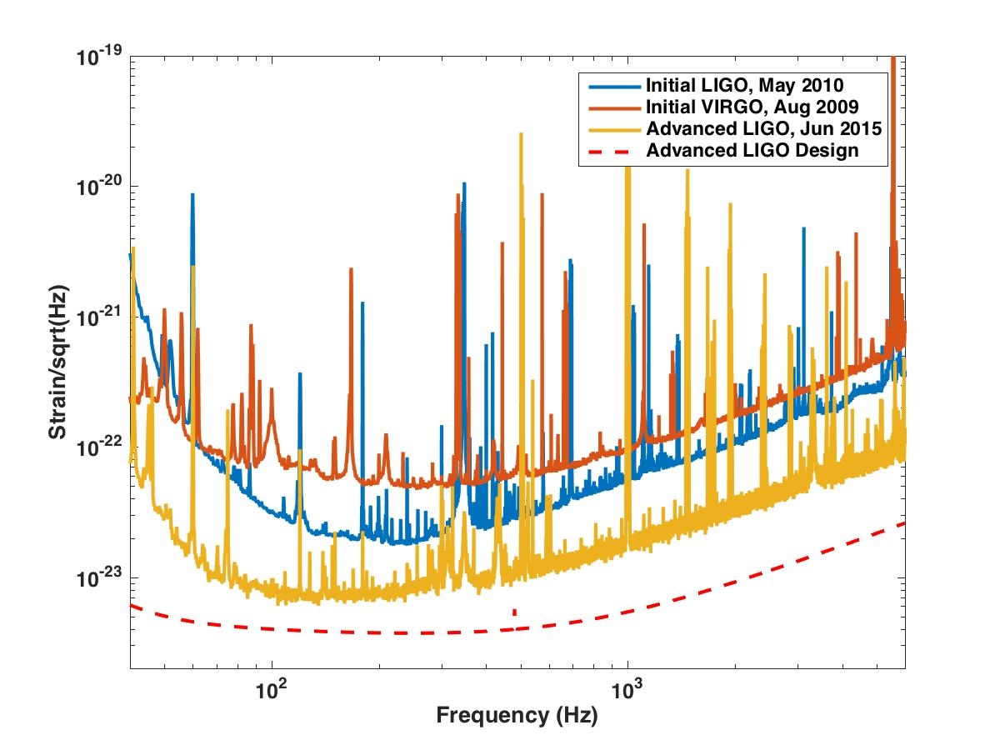 10^-19
10^-20
10^-21
10^-22
10^-23
Strain/sqrt(Hz)
Initial LIGO, May 2010
Initial VIRGO, Aug 2009
Advanced LIGO, Jun 2015
Advanced LIGO Design
10^2
10^3
Frequency (Hz)